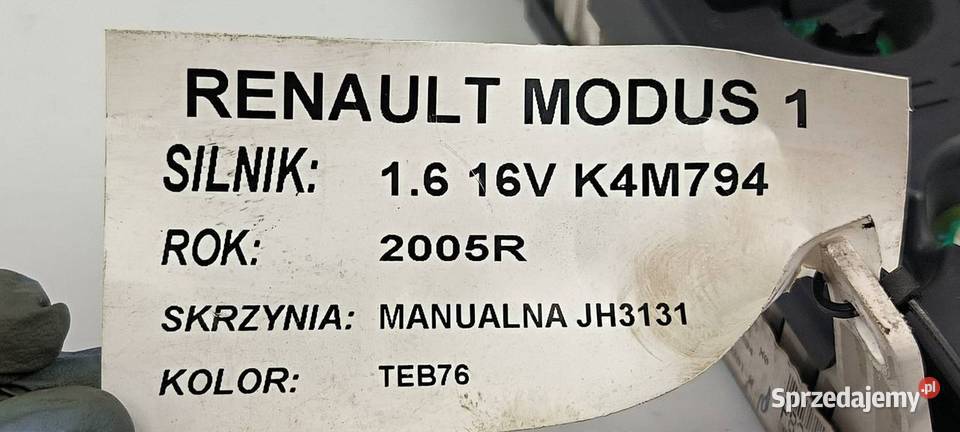 RENAULT MODUS 1
SILNIK: 1.6 16V K4M794
ROK: 2005R
SKRZYNIA: MANUALNA JH3131
KOLOR: TEB76
Sprzedajemy.pl